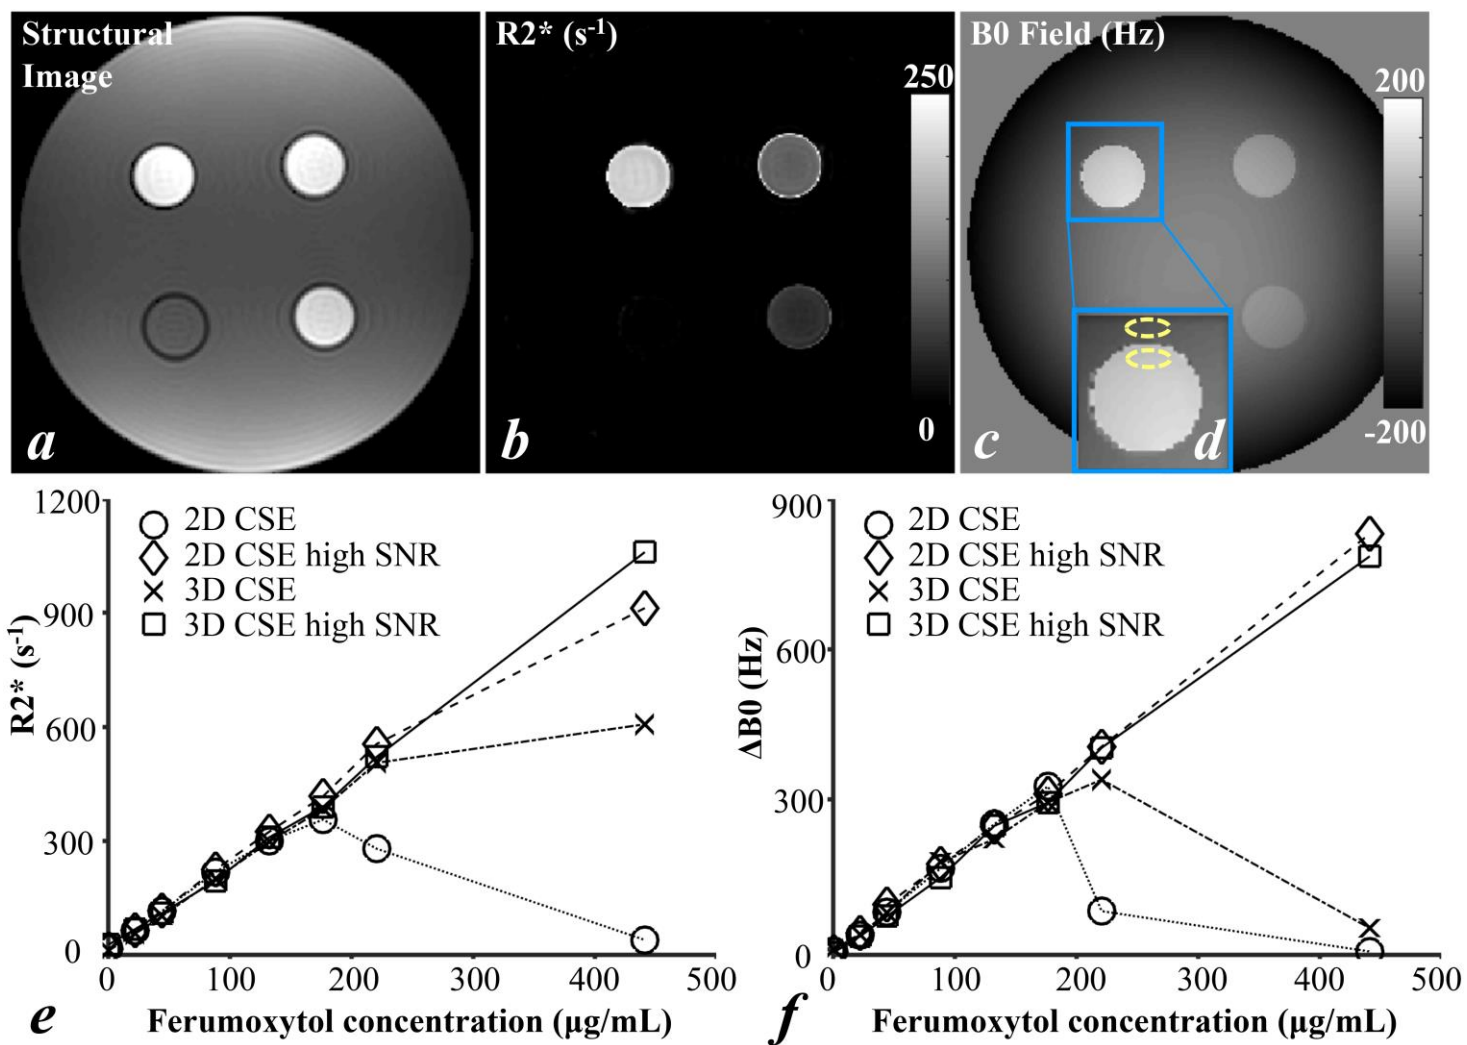 Structural
Image
a
R2* (s-1)
250
0
b
B0 Field (Hz)
200
-200
c
d
1200
900
600
300
0
R2* (s-1)
2D CSE
2D CSE high SNR
3D CSE
3D CSE high SNR
0 100 200 300 400 500
Ferumoxytol concentration (µg/mL)
e
900
600
300
0
ΔB0 (Hz)
2D CSE
2D CSE high SNR
3D CSE
3D CSE high SNR
0 100 200 300 400 500
Ferumoxytol concentration (µg/mL)
f